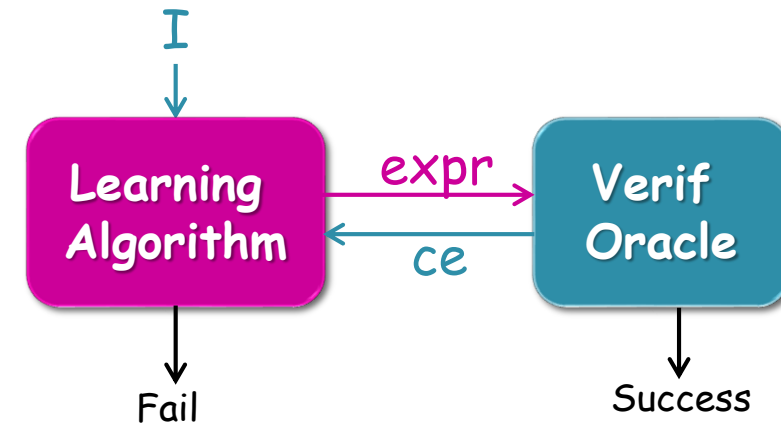 I
Learning
Algorithm
expr
ce
Verif
Oracle
Fail
Success